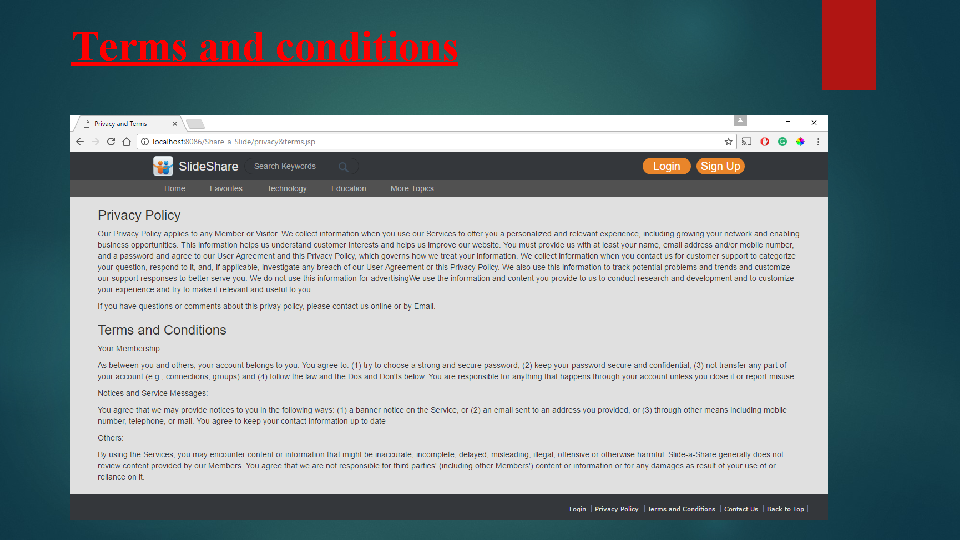 Terms and conditions
Privacy and Terms
localhost:8086/Share-a-Slide/privacy&terms.jsp
SlideShare Search Keywords Login Sign Up
Home Favorites Technology Education More Topics
Privacy Policy
Our Privacy Policy applies to any Member or Visitor. We collect information when you use our Services to offer you a personalized and relevant experience, including growing your network and enabling
business opportunities. This information helps us understand customer interests and helps us improve our website. You must provide us with at least your name, email address and/or mobile number,
and a password and agree to our User Agreement and this Privacy Policy, which governs how we treat your information. We collect information when you contact us for customer support to categorize
your question, respond to it, and, if applicable, investigate any breach of our User Agreement or this Privacy Policy. We also use this information to track potential problems and trends and customize
our support responses to better serve you. We do not use this information for advertisingWe use the information and content you provide to us to conduct research and development and to customize
your experience and try to make it relevant and useful to you.
If you have questions or comments about this privay policy, please contact us online or by Email.
Terms and Conditions
Your Membership
As between you and others, your account belongs to you. You agree to: (1) try to choose a strong and secure password; (2) keep your password secure and confidential; (3) not transfer any part of
your account (e.g., connections, groups) and (4) follow the law and the Dos and Don'ts below. You are responsible for anything that happens through your account unless you close it or report misuse.
Notices and Service Messages:
You agree that we may provide notices to you in the following ways: (1) a banner notice on the Service, or (2) an email sent to an address you provided, or (3) through other means including mobile
number, telephone, or mail. You agree to keep your contact information up to date.
Others:
By using the Services, you may encounter content or information that might be inaccurate, incomplete, delayed, misleading, illegal, offensive or otherwise harmful. Slide-a-Share generally does not
review content provided by our Members. You agree that we are not responsible for third parties' (including other Members') content or information or for any damages as result of your use of or
reliance on it.
Login | Privacy Policy | Terms and Conditions | Contact Us | Back to Top |